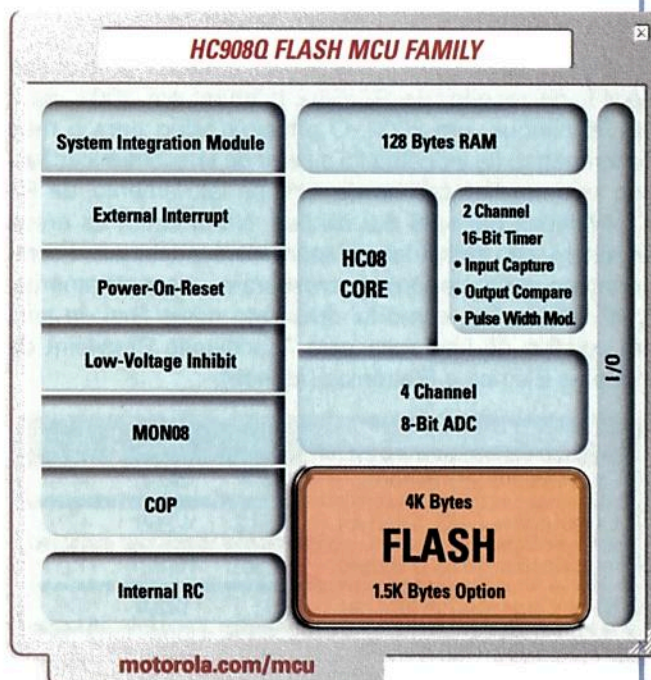 HC908Q FLASH MCU FAMILY
System Integration Module
External Interrupt
Power-On-Reset
Low-Voltage Inhibit
MON08
COP
Internal RC
128 Bytes RAM
HC08
CORE
2 Channel
16-Bit Timer
• Input Capture
• Output Compare
• Pulse Width Mod.
4 Channel
8-Bit ADC
4K Bytes
FLASH
1.5K Bytes Option
I/O
motorola.com/mcu